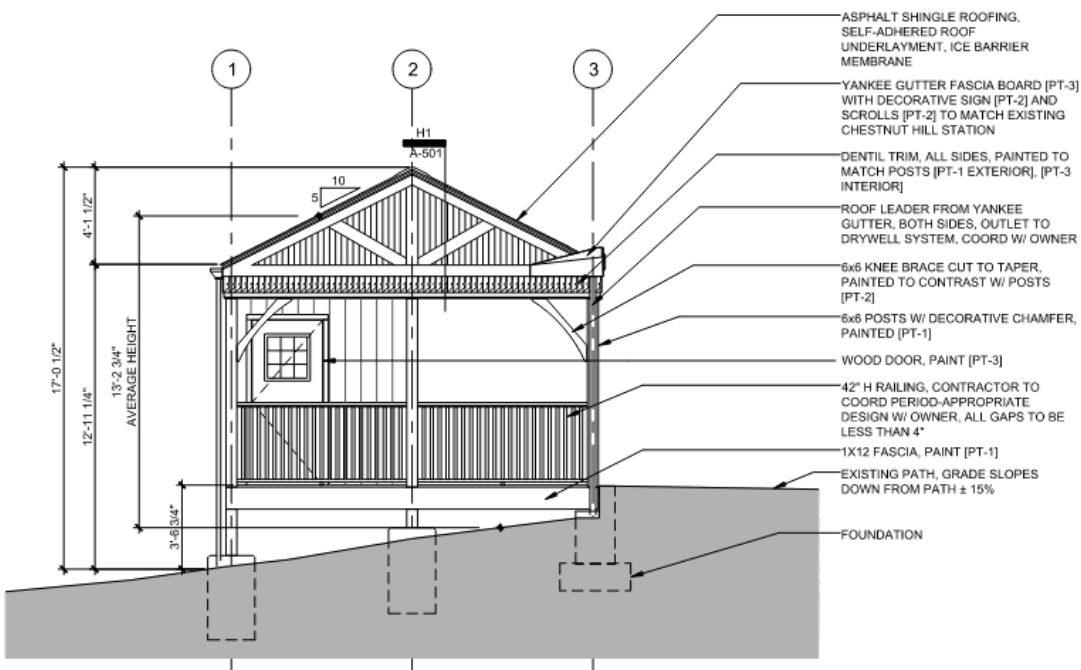 ASPHALT SHINGLE ROOFING,
SELF-ADHERED ROOF
UNDERLAYMENT, ICE BARRIER
MEMBRANE
YANKEE GUTTER FASCIA BOARD [PT-3]
WITH DECORATIVE SIGN [PT-2] AND
SCROLLS [PT-2] TO MATCH EXISTING
CHESTNUT HILL STATION
DENTIL TRIM, ALL SIDES, PAINTED TO
MATCH POSTS [PT-1 EXTERIOR], [PT-3
INTERIOR]
ROOF LEADER FROM YANKEE
GUTTER, BOTH SIDES, OUTLET TO
DRYWELL SYSTEM, COORD W/ OWNER
6x6 KNEE BRACE CUT TO TAPER,
PAINTED TO CONTRAST W/ POSTS
[PT-2]
6x6 POSTS W/ DECORATIVE CHAMFER,
PAINTED [PT-1]
WOOD DOOR, PAINT [PT-3]
42" H RAILING, CONTRACTOR TO
COORD PERIOD-APPROPRIATE
DESIGN W/ OWNER, ALL GAPS TO BE
LESS THAN 4"
1X12 FASCIA, PAINT [PT-1]
EXISTING PATH, GRADE SLOPES
DOWN FROM PATH ± 15%
FOUNDATION
1
2
3
H1
A-501
10
5
4'-1 1/2"
17'-0 1/2"
12'-11 1/4"
13'-2 3/4"
AVERAGE HEIGHT
3'-6 3/4"